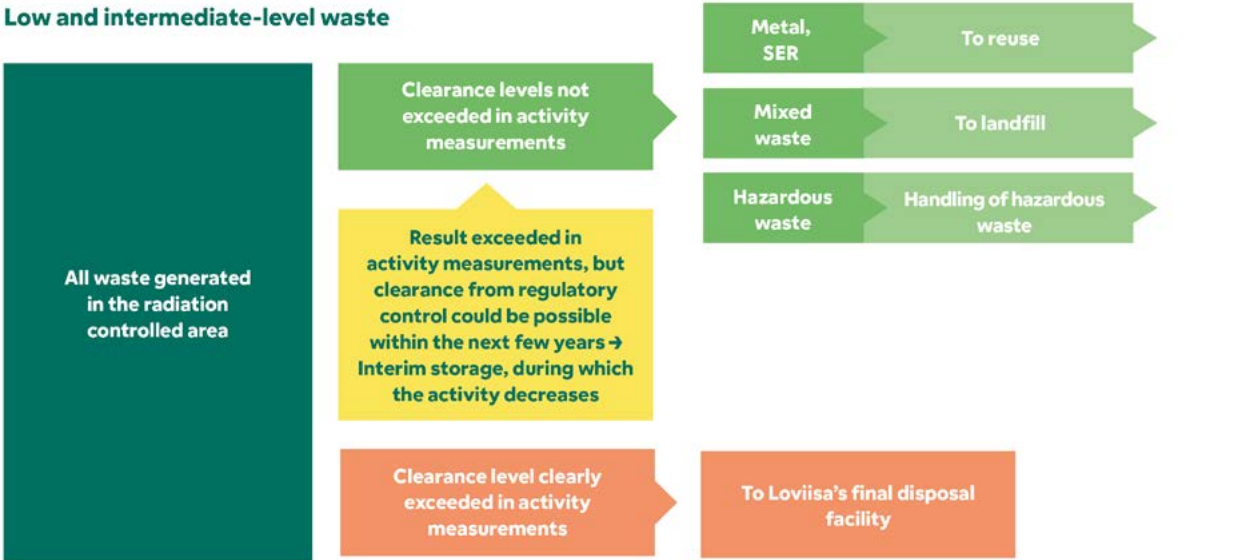 Low and intermediate-level waste
All waste generated
in the radiation
controlled area
Clearance levels not
exceeded in activity
measurements
Metal,
SER
To reuse
Mixed
waste
To landfill
Hazardous
waste
Handling of hazardous
waste
Result exceeded in
activity measurements, but
clearance from regulatory
control could be possible
within the next few years →
Interim storage, during which
the activity decreases
Clearance level clearly
exceeded in activity
measurements
To Loviisa's final disposal
facility